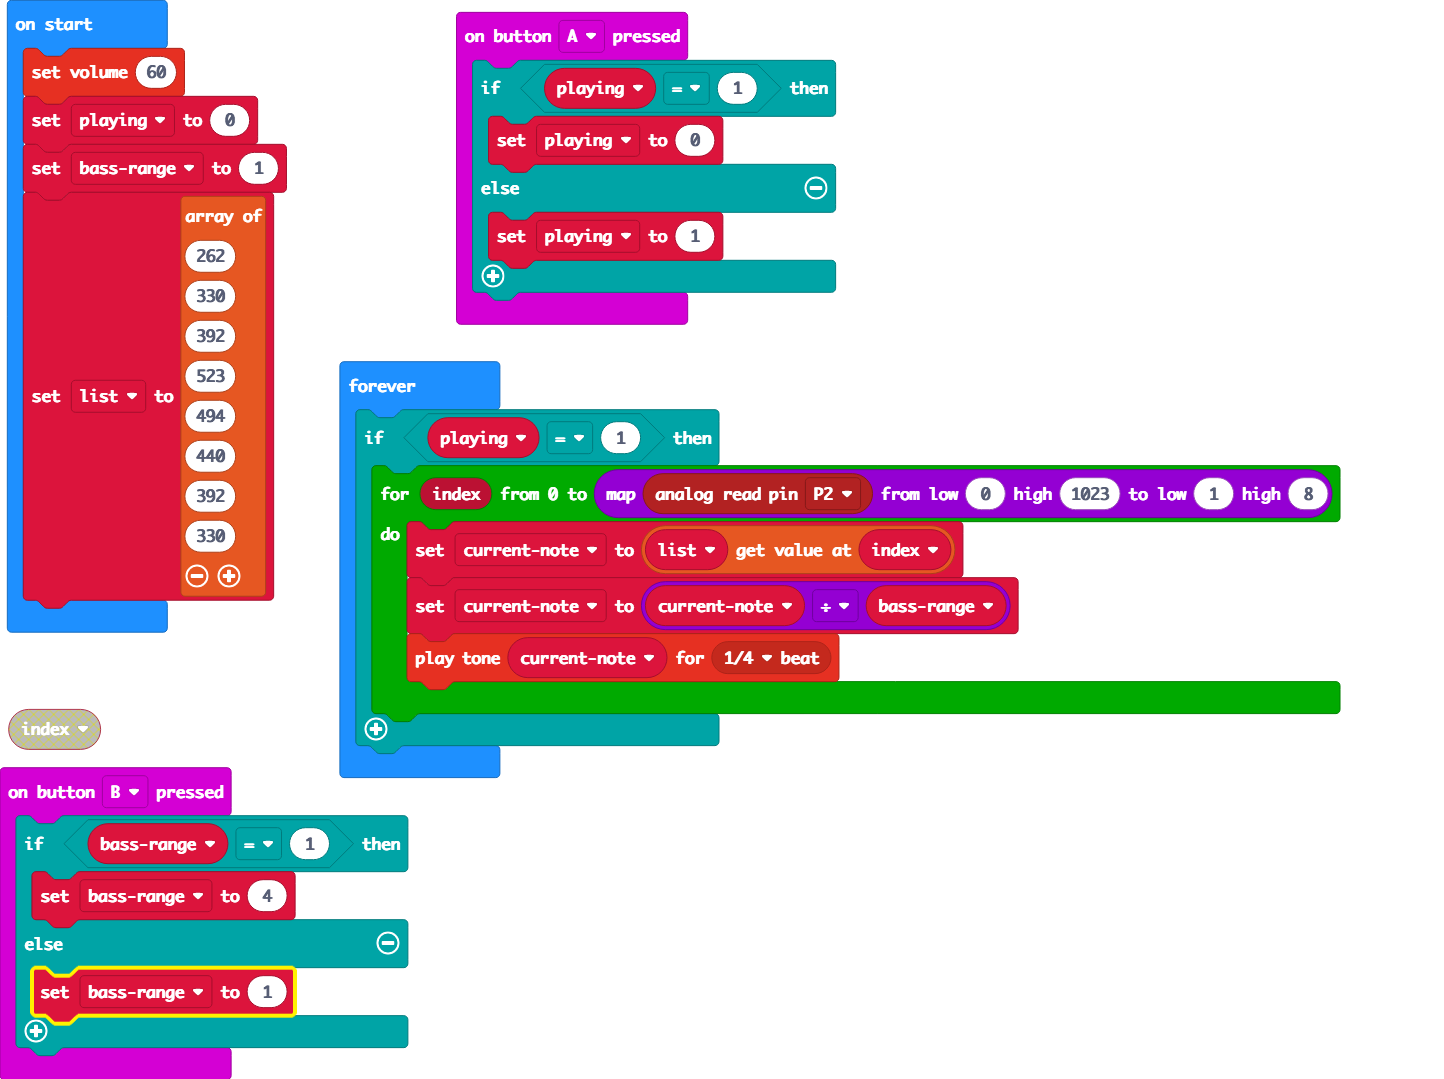 on start
set volume 60
set playing to 0
set bass-range to 1
set list to array of
262
330
392
523
494
440
392
330
on button A pressed
if playing = 1 then
set playing to 0
else
set playing to 1
forever
if playing = 1 then
for index from 0 to map analog read pin P2 from low 0 high 1023 to low 1 high 8
do
set current-note to list get value at index
set current-note to current-note ÷ bass-range
play tone current-note for 1/4 beat
index
on button B pressed
if bass-range = 1 then
set bass-range to 4
else
set bass-range to 1